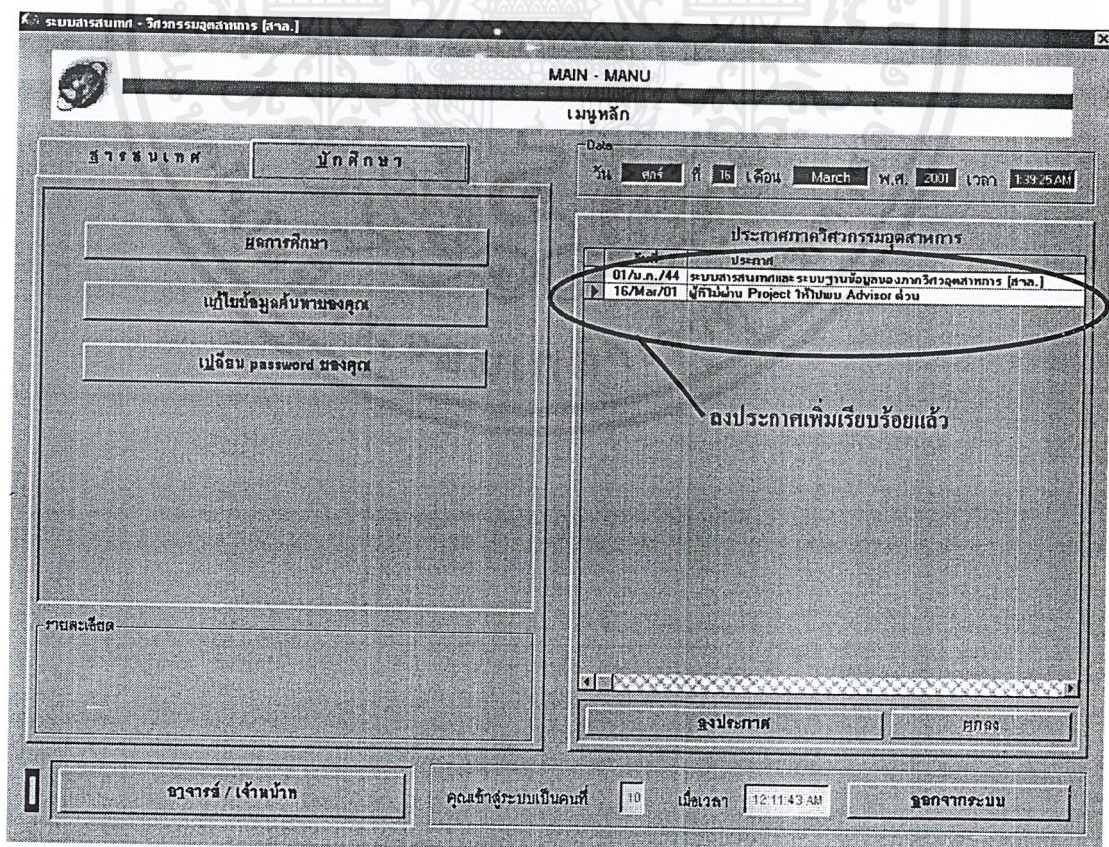 ระบบสารสนเทศ - วิศวกรรมอุตสาหการ [สาล.]
MAIN - MANU
เมนูหลัก
สารสนเทศ
นักศึกษา
Date
วัน ศุกร์ ที่ 16 เดือน March พ.ศ. 2001 เวลา 1:39:25 AM
ผลการศึกษา
แก้ไขข้อมูลค้นหาของคุณ
เปลี่ยน password ของคุณ
ประกาศภาควิศวกรรมอุตสาหการ
วันที่ ประกาศ
01/ม.ค./44 ระบบสารสนเทศและระบบฐานข้อมูลของภาควิศวอุตสาหการ [สาล.]
16/Mar/01 ผู้ที่ไม่ผ่าน Project ให้ไปพบ Advisor ด่วน
ลงประกาศเพิ่มเรียบร้อยแล้ว
รายละเอียด
ลงประกาศ
ตกลง
อาจารย์ / เจ้าหน้าท
คุณเข้าสู่ระบบเป็นคนที่ 10 เมื่อเวลา 12:11:43 AM
ออกจากระบบ